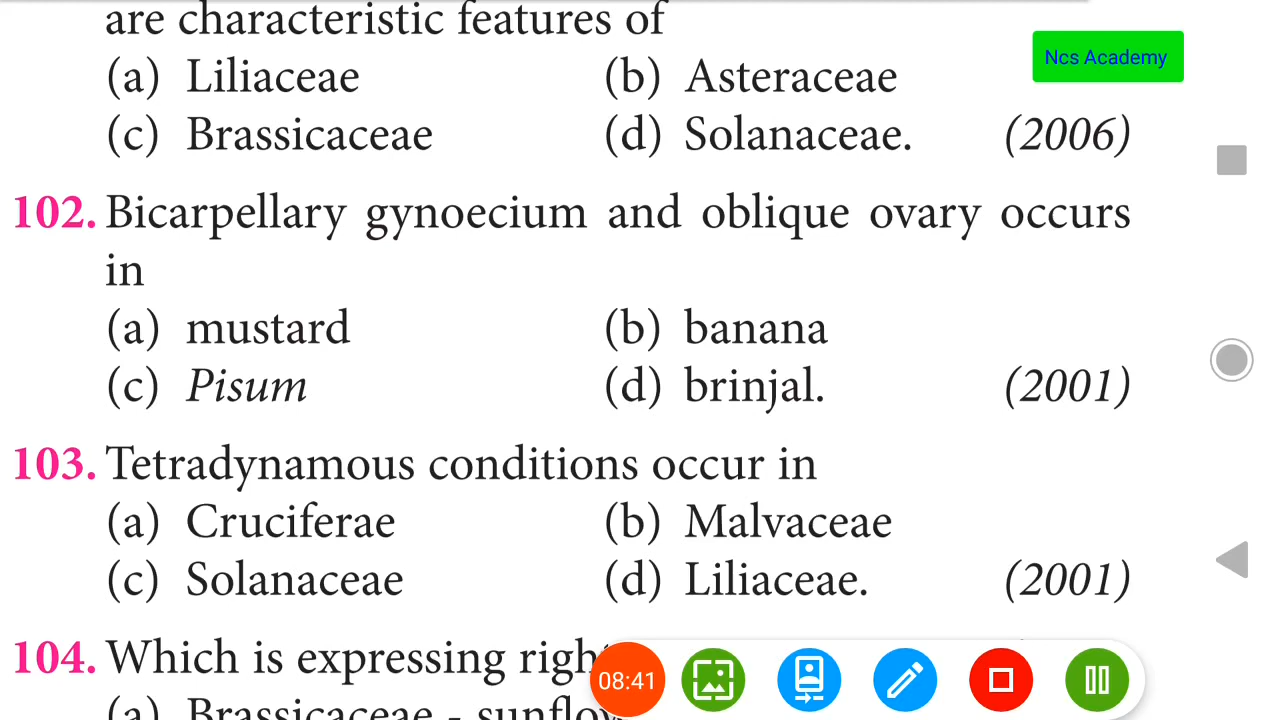 are characteristic features of
Ncs Academy
(a) Liliaceae (b) Asteraceae
(c) Brassicaceae (d) Solanaceae. (2006)
102. Bicarpellary gynoecium and oblique ovary occurs
in
(a) mustard (b) banana
(c) Pisum (d) brinjal. (2001)
103. Tetradynamous conditions occur in
(a) Cruciferae (b) Malvaceae
(c) Solanaceae (d) Liliaceae. (2001)
104. Which is expressing
08:41
(a) Brassicaceae -